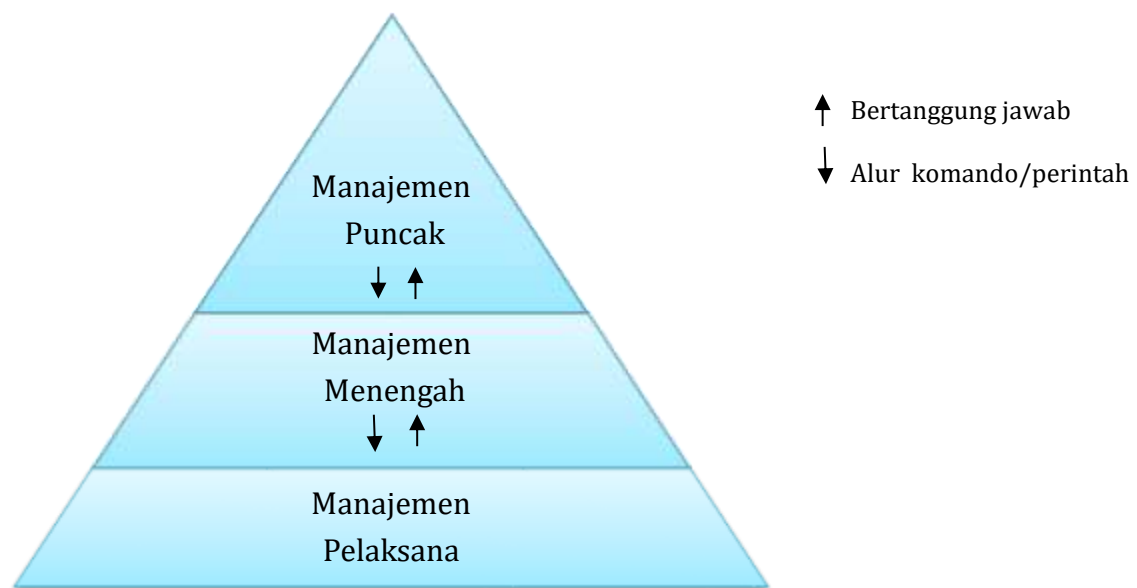 Manajemen
Puncak
Manajemen
Menengah
Manajemen
Pelaksana
Bertanggung jawab
Alur komando/perintah